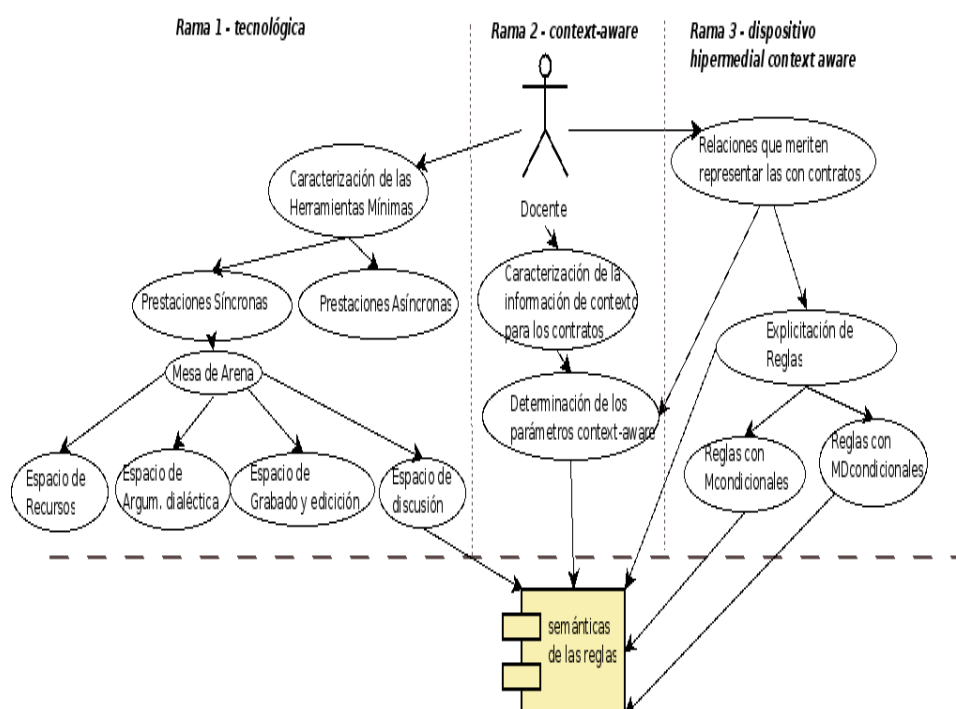 Rama 1 - tecnológica
Rama 2 - context-aware
Rama 3 - dispositivo
hipermedial context aware
Relaciones que meriten
representar las con contratos
Caracterización de las
Herramientas Mínimas
Docente
Caracterización de la
información de contexto
para los contratos
Prestaciones Síncronas
Prestaciones Asíncronas
Explicitación de
Reglas
Mesa de Arena
Determinación de los
parámetros context-aware
Reglas con
Mcondicionales
Reglas con
MDcondicionales
Espacio de
Recursos
Espacio de
Argum. dialéctica
Espacio de
Grabado y edicición
Espacio de
discusión
semánticas
de las reglas